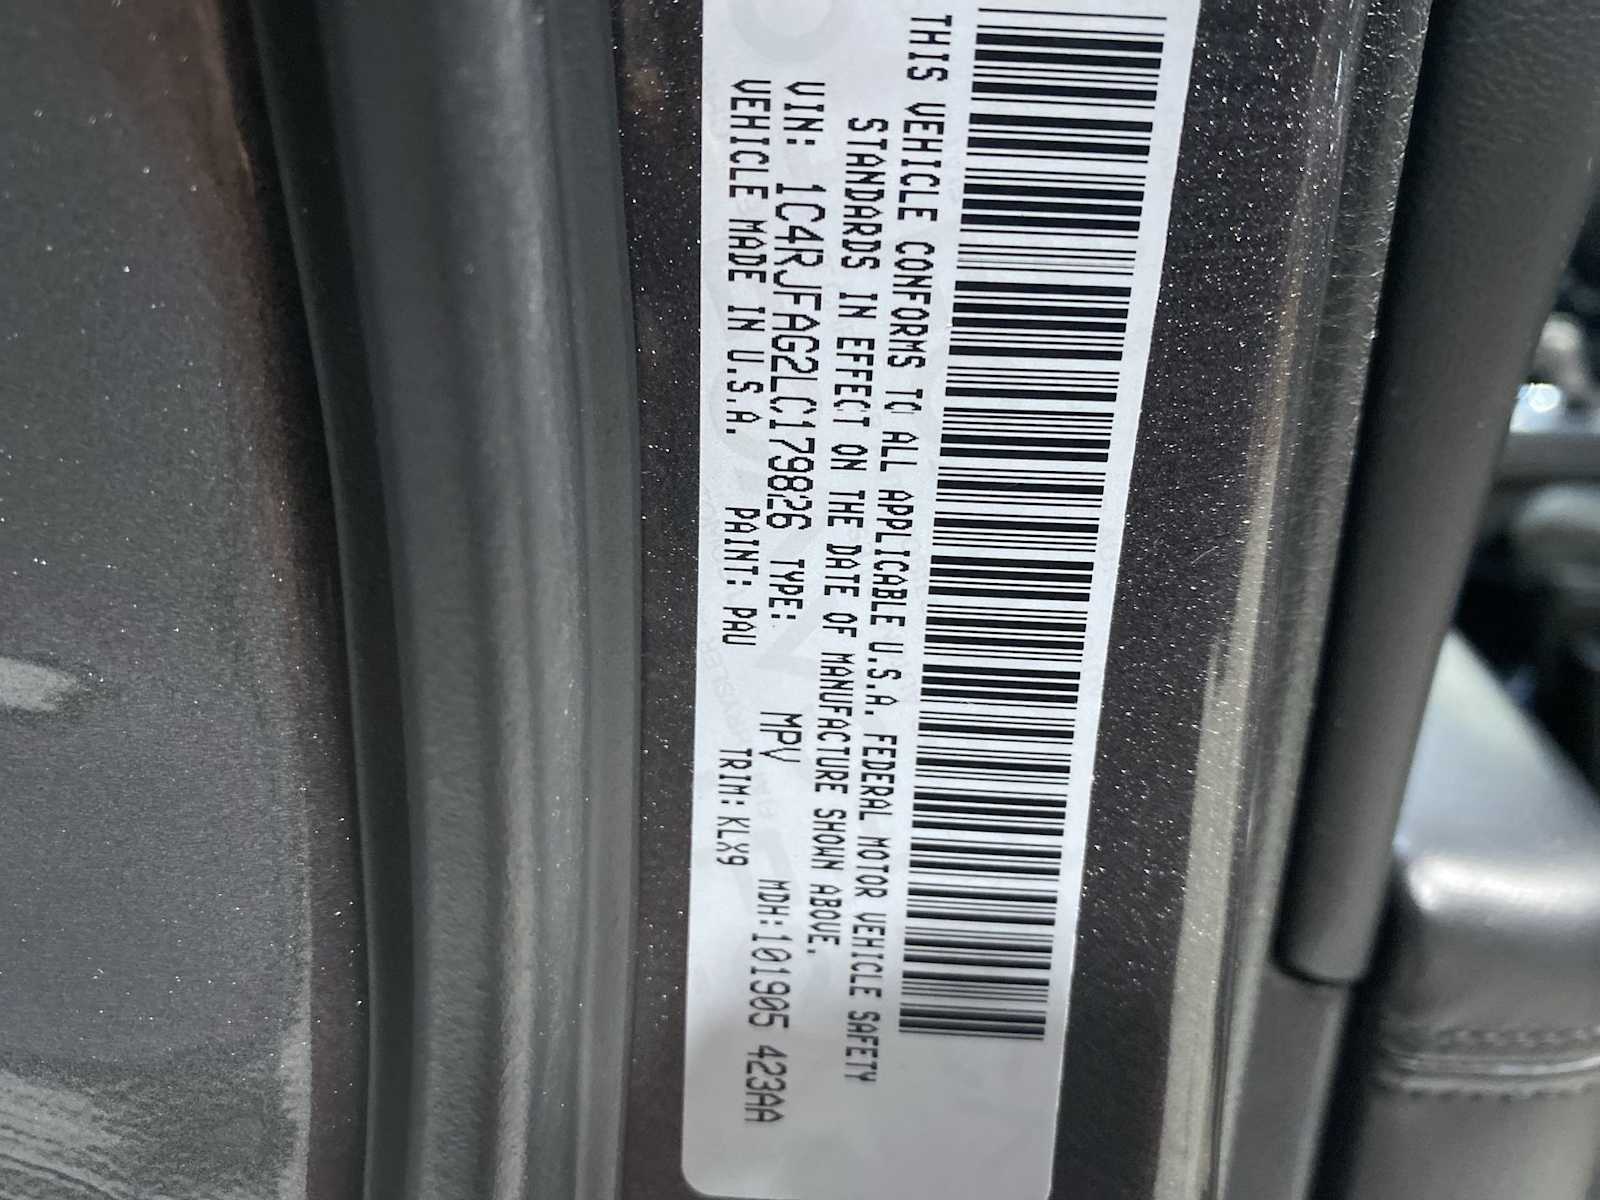 THIS VEHICLE CONFORMS TO ALL APPLICABLE U.S.A. FEDERAL MOTOR VEHICLE SAFETY
STANDARDS IN EFFECT ON THE DATE OF MANUFACTURE SHOWN ABOVE.
VIN: 1C4RJFAG2LC179826 TYPE: MPV MDH:101905 423AA
VEHICLE MADE IN U.S.A. PAINT: PAU TRIM:KLX9